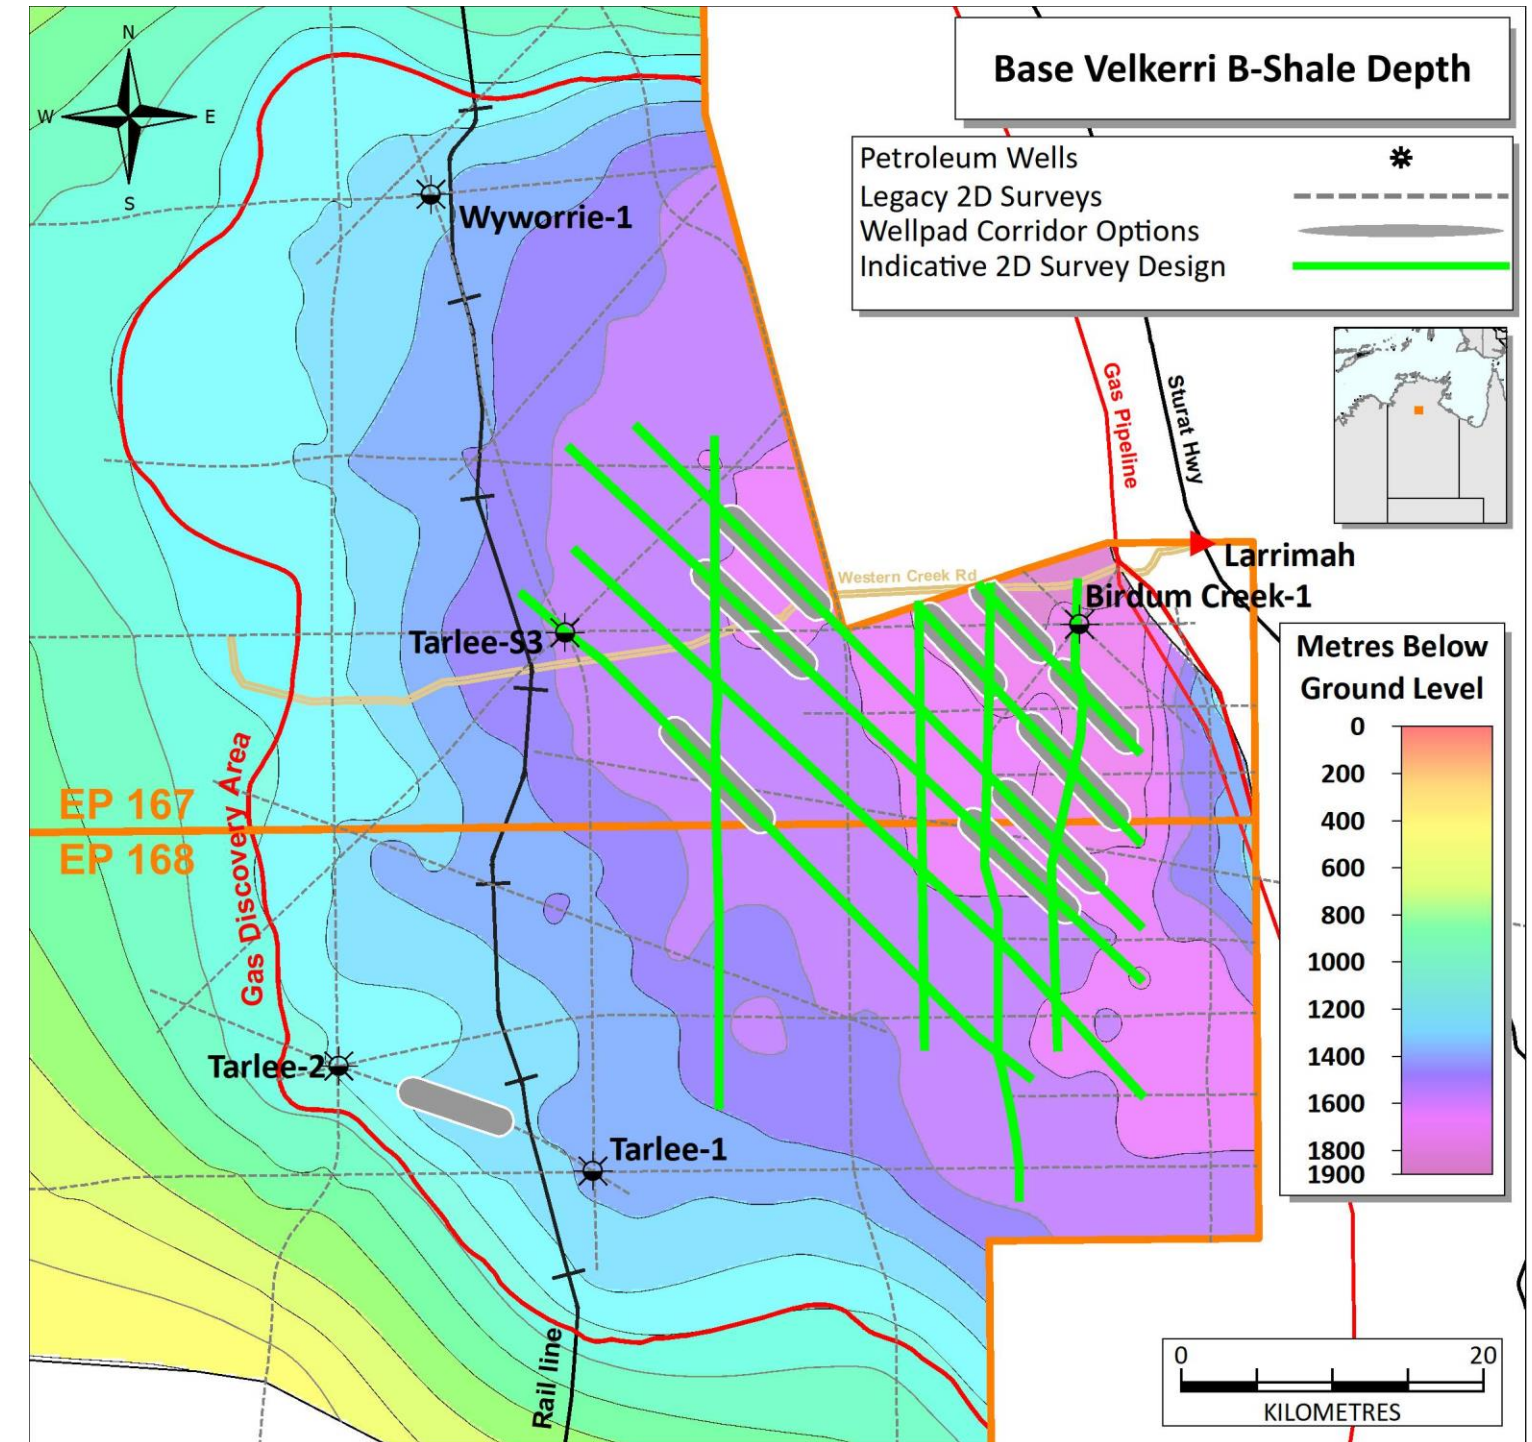 Base Velkerri B-Shale Depth
N
W
E
S
Petroleum Wells
Legacy 2D Surveys
Wellpad Corridor Options
Indicative 2D Survey Design
Wyworrie-1
Gas Pipeline
Sturat Hwy
Larrimah
Western Creek Rd
Birdum Creek-1
Tarlee-S3
Metres Below
Ground Level
0
200
400
600
800
1000
1200
1400
1600
1800
1900
EP 167
EP 168
Gas Discovery Area
Tarlee-2
Tarlee-1
Rail line
0 20
KILOMETRES